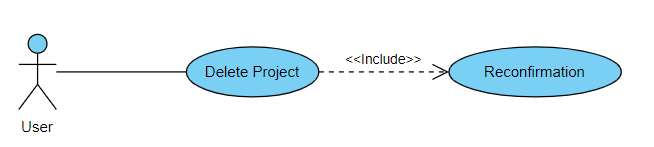 <<Include>>
Delete Project
Reconfirmation
User